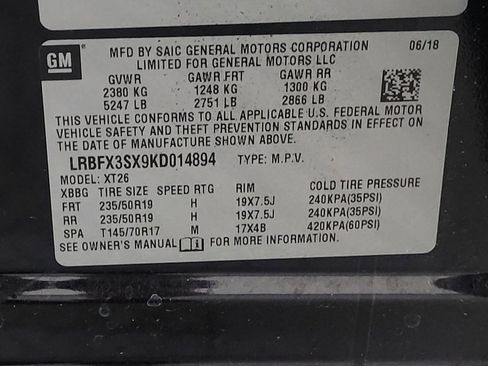 GM
MFD BY SAIC GENERAL MOTORS CORPORATION 06/18
LIMITED FOR GENERAL MOTORS LLC
GVWR GAWR FRT GAWR RR
2380 KG 1248 KG 1300 KG
5247 LB 2751 LB 2866 LB
THIS VEHICLE CONFORMS TO ALL APPLICABLE U.S. FEDERAL MOTOR
VEHICLE SAFETY AND THEFT PREVENTION STANDARDS IN EFFECT ON
THE DATE OF MANUFACTURE SHOWN ABOVE.
LRBFX3SX9KD014894 TYPE: M.P.V.
MODEL: XT26
XBBG TIRE SIZE SPEED RTG RIM COLD TIRE PRESSURE
FRT 235/50R19 H 19X7.5J 240KPA(35PSI)
RR 235/50R19 H 19X7.5J 240KPA(35PSI)
SPA T145/70R17 M 17X4B 420KPA(60PSI)
SEE OWNER'S MANUAL FOR MORE INFORMATION.